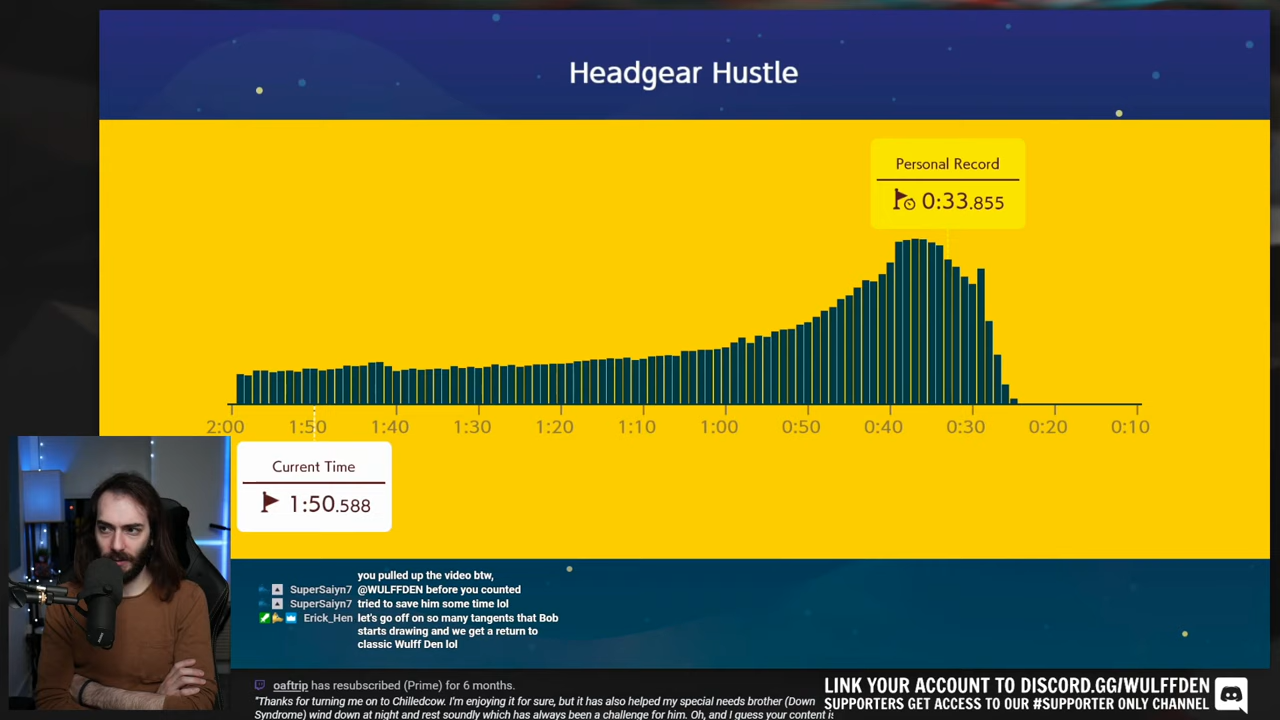 Headgear Hustle
Personal Record
0:33.855
2:00 1:50 1:40 1:30 1:20 1:10 1:00 0:50 0:40 0:30 0:20 0:10
Current Time
1:50.588
you pulled up the video btw,
SuperSaiyn7 @WULFFDEN before you counted
SuperSaiyn7 tried to save him some time lol
Erick_Hen let's go off on so many tangents that Bob
starts drawing and we get a return to
classic Wulff Den lol
oaftrip has resubscribed (Prime) for 6 months.
"Thanks for turning me on to Chilledcow. I'm enjoying it for sure, but it has also helped my special needs brother (Down
Syndrome) wind down at night and rest soundly which has always been a challenge for him. Oh, and I guess your content is
LINK YOUR ACCOUNT TO DISCORD.GG/WULFFDEN
SUPPORTERS GET ACCESS TO OUR #SUPPORTER ONLY CHANNEL